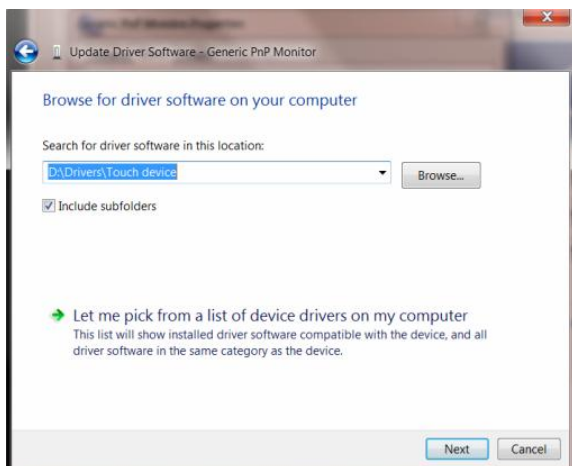 Update Driver Software - Generic PnP Monitor
Browse for driver software on your computer
Search for driver software in this location:
D:\Drivers\Touch device
Browse...
Include subfolders
Let me pick from a list of device drivers on my computer
This list will show installed driver software compatible with the device, and all
driver software in the same category as the device.
Next
Cancel